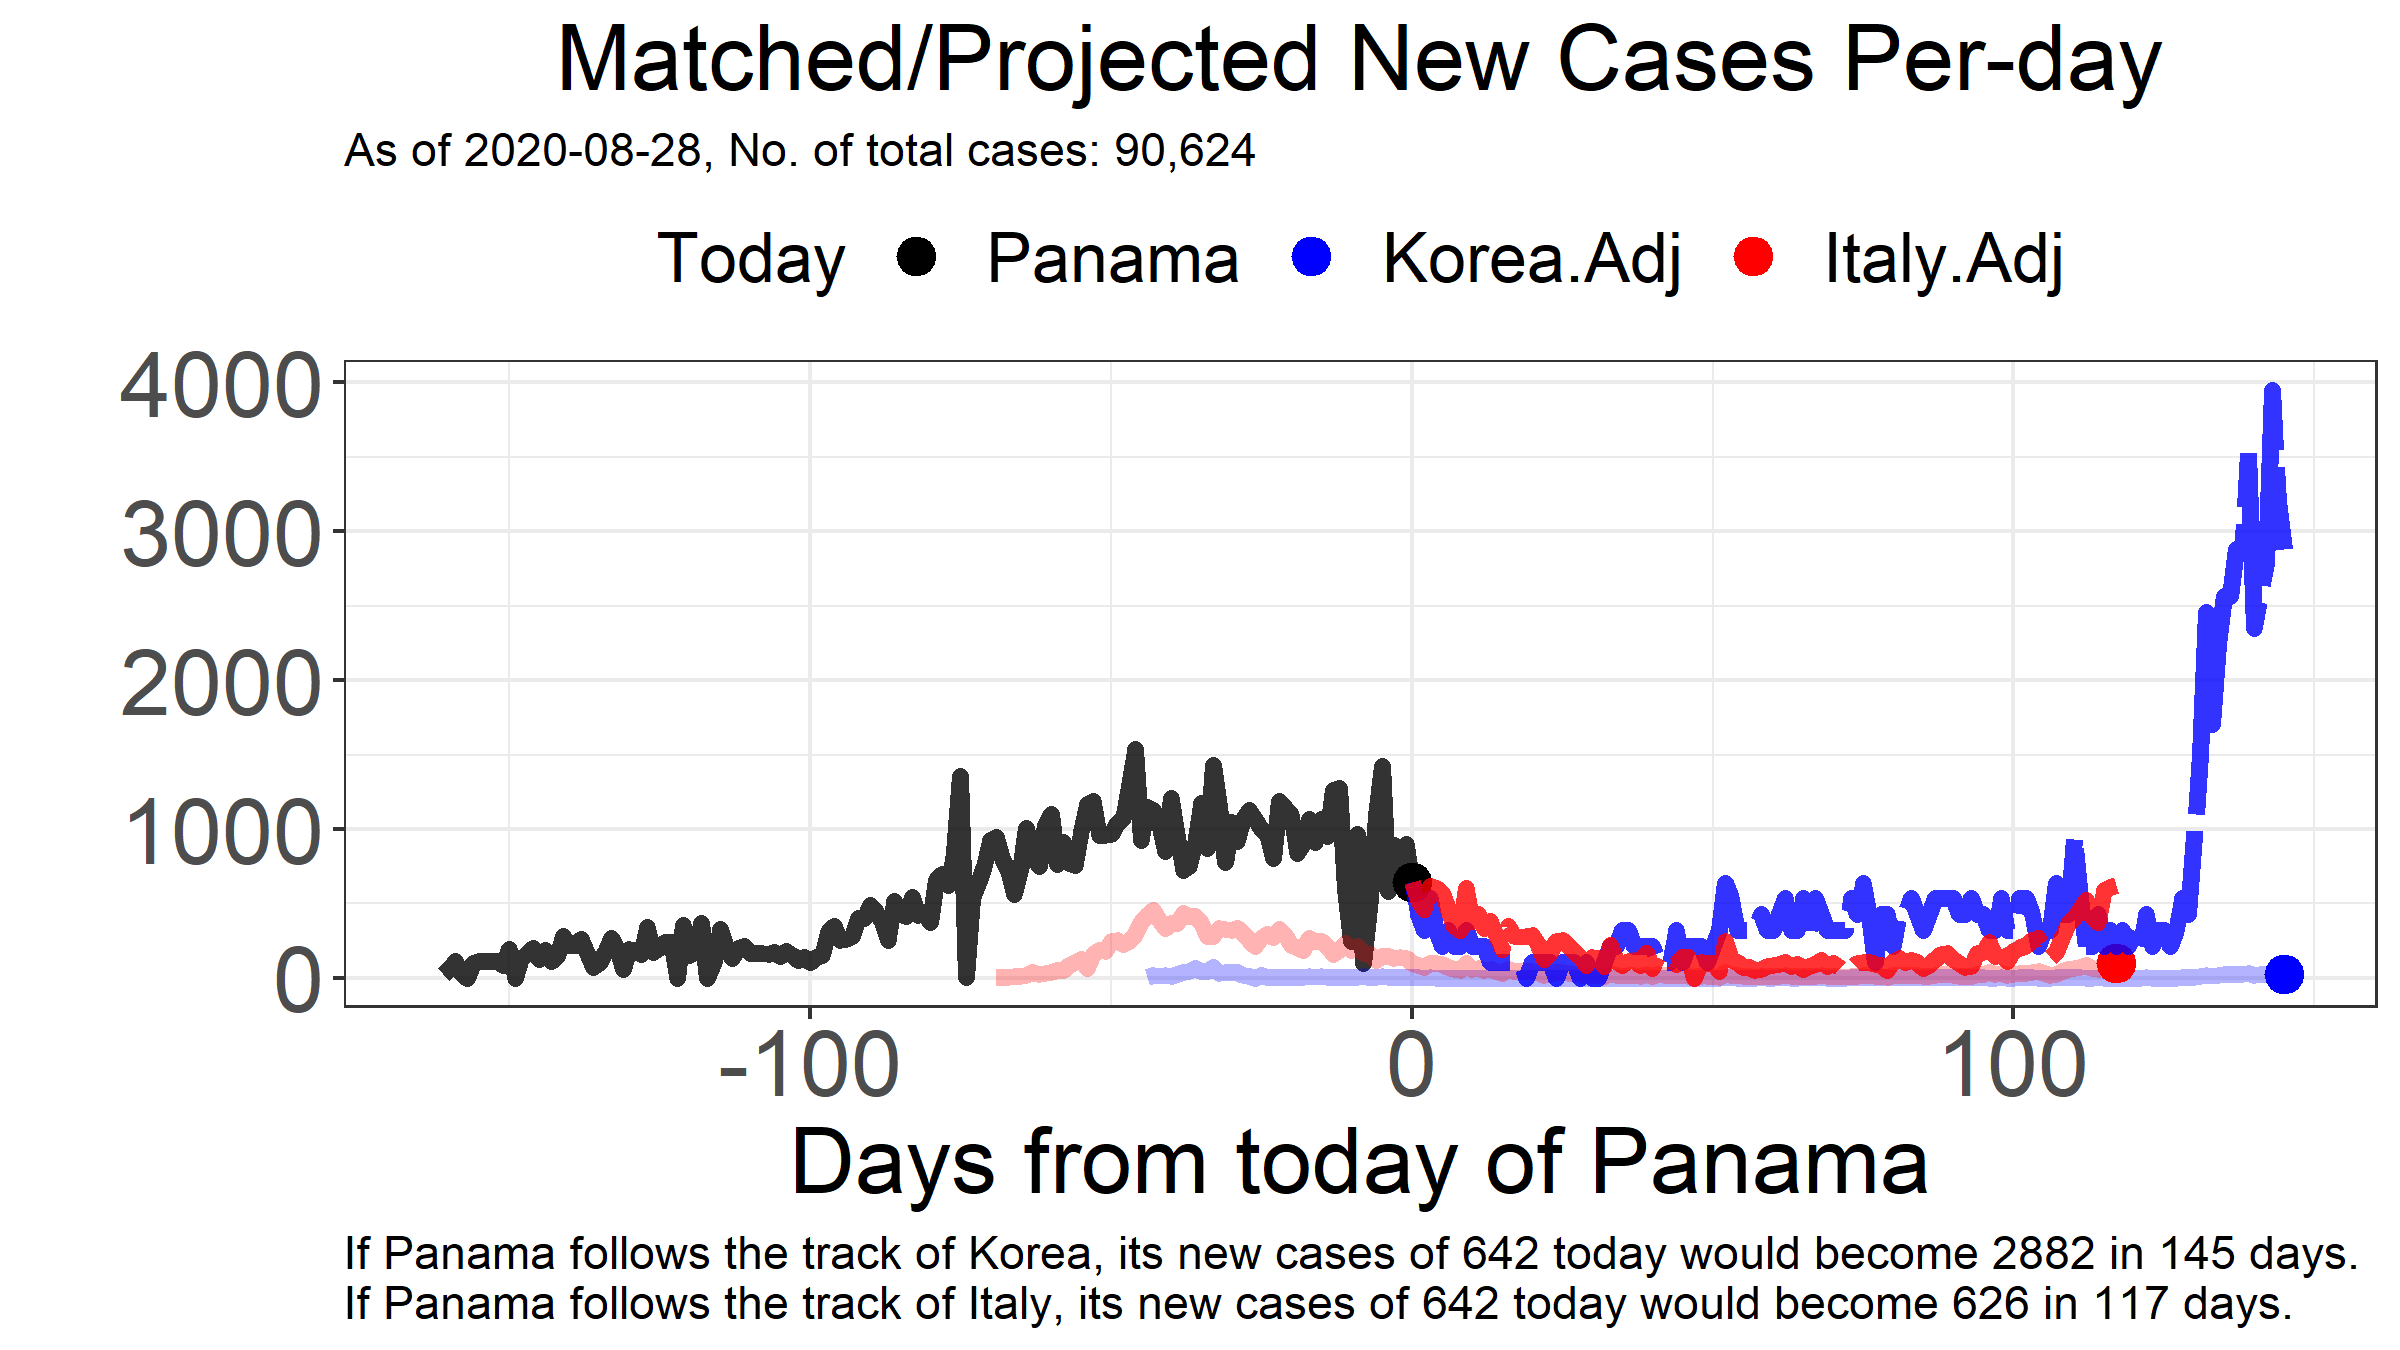 Matched/Projected New Cases Per-day
As of 2020-08-28, No. of total cases: 90,624
Today Panama Korea.Adj Italy.Adj
4000
3000
2000
1000
0
-100 0 100
Days from today of Panama
If Panama follows the track of Korea, its new cases of 642 today would become 2882 in 145 days.
If Panama follows the track of Italy, its new cases of 642 today would become 626 in 117 days.